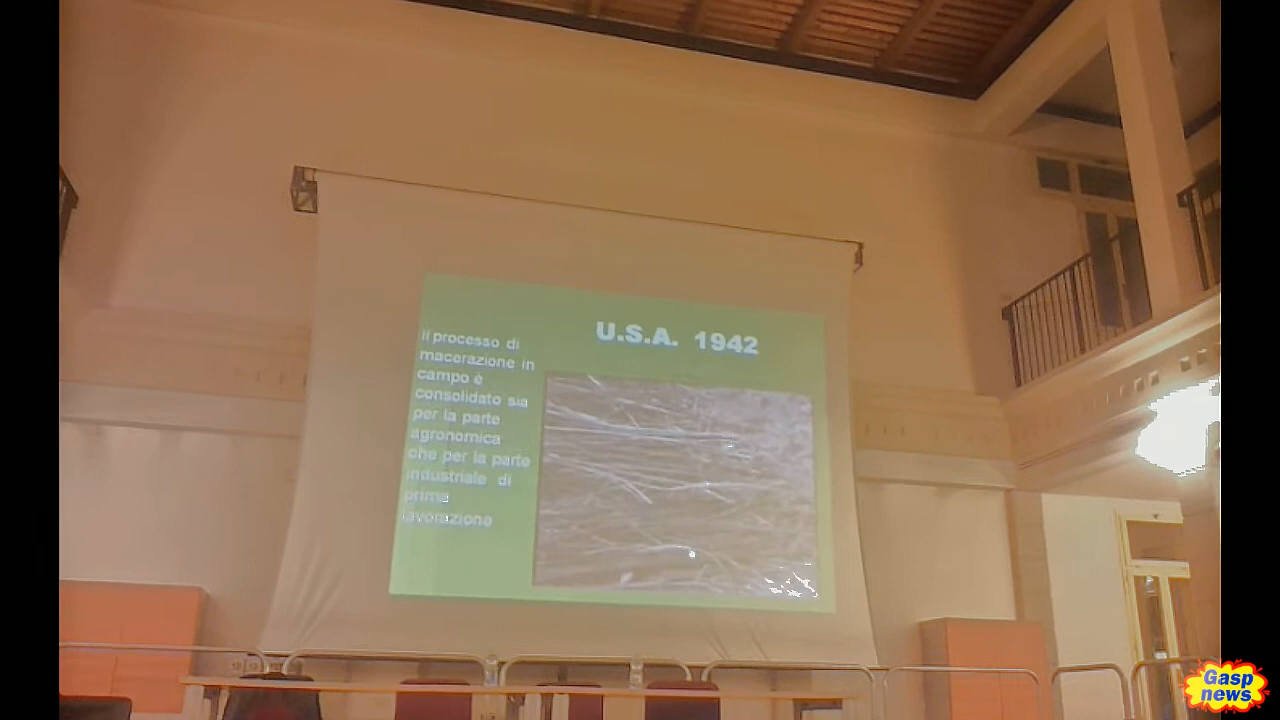 U.S.A. 1942
Il processo di
macerazione in
campo è
consolidato sia
per la parte
agronomica
che per la parte
industriale di
prima
lavorazione
Gasp
news